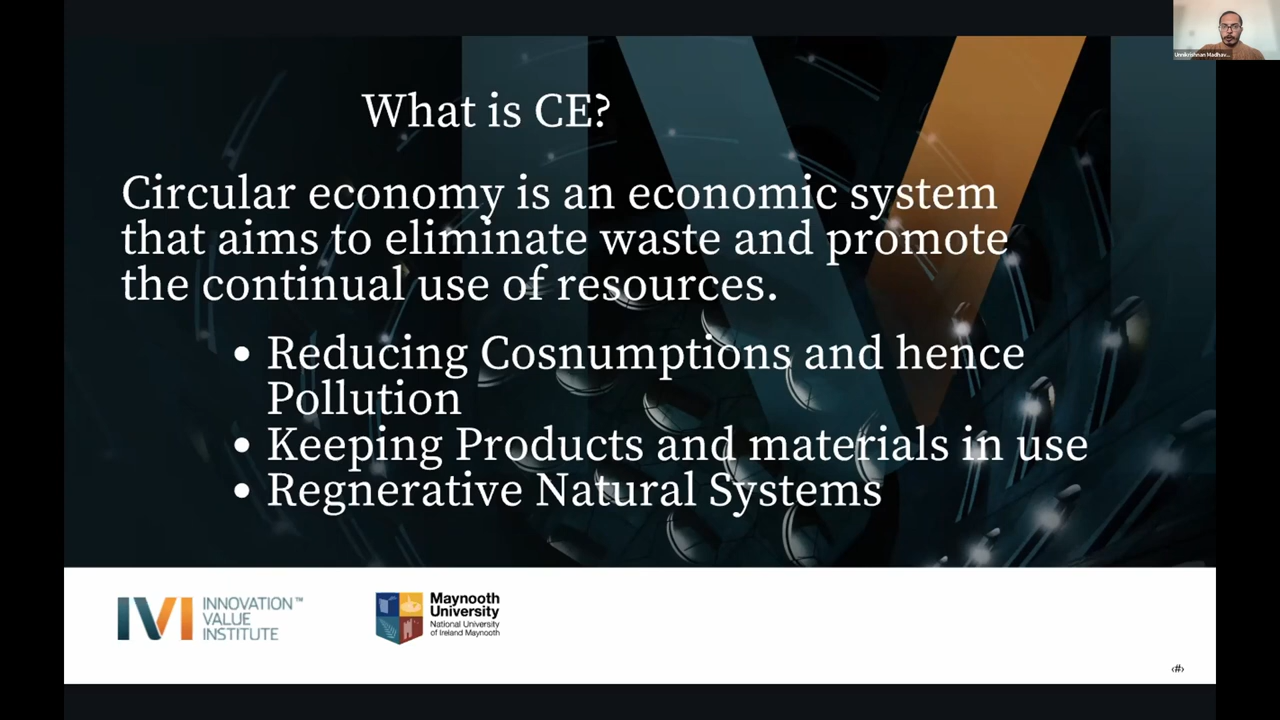 Unnikrishnan Madhav...
What is CE?
Circular economy is an economic system
that aims to eliminate waste and promote
the continual use of resources.
• Reducing Cosnumptions and hence
Pollution
• Keeping Products and materials in use
• Regnerative Natural Systems
IVI INNOVATION™
VALUE
INSTITUTE
Maynooth
University
National University
of Ireland Maynooth
‹#›